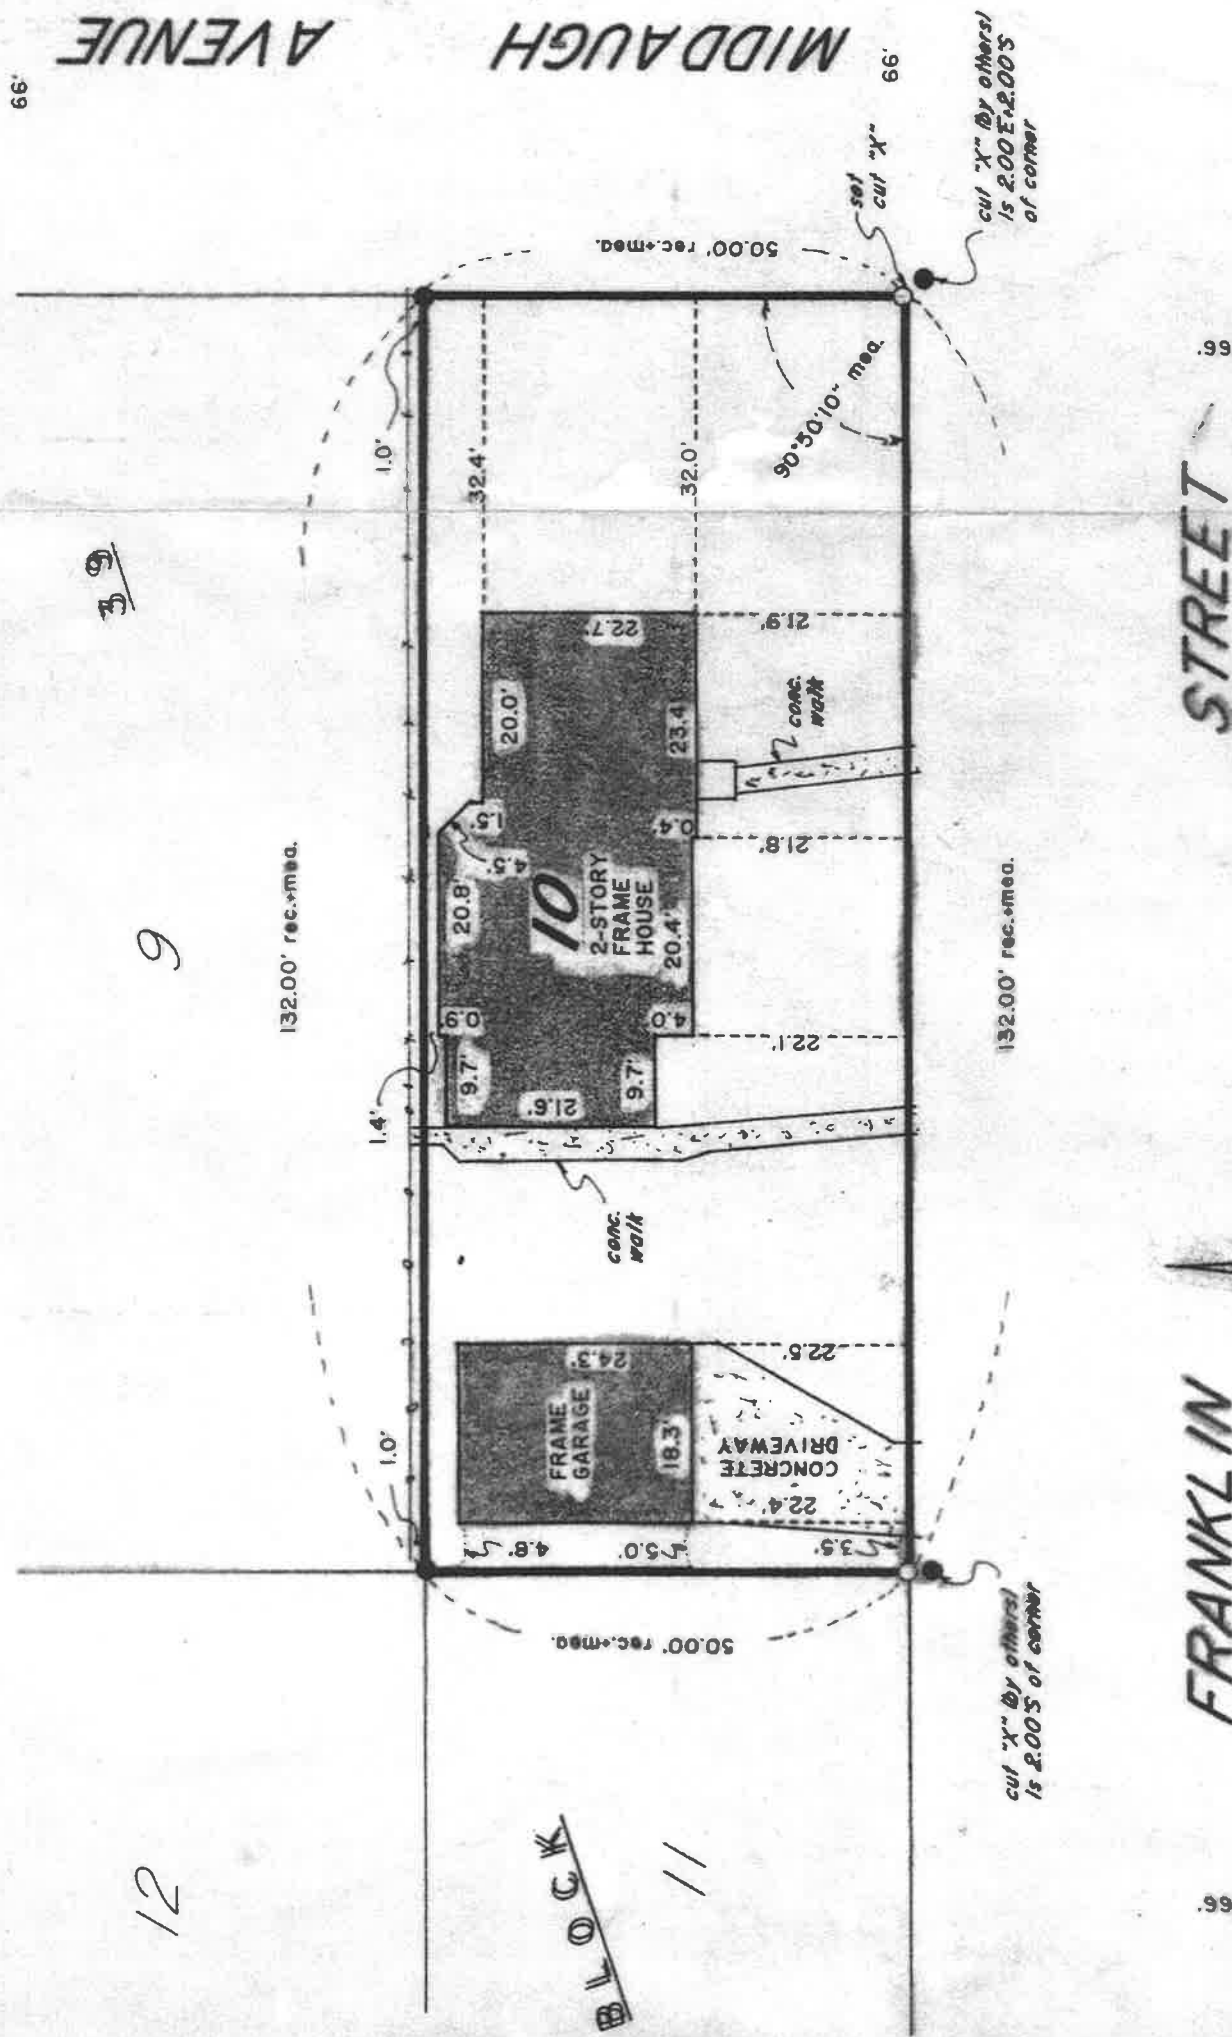 MIDDAUGH
AVENUE
66'
66'
39
9
12
BLOCK
11
132.00' rec.+mea.
1.0'
1.0'
1.4'
50.00' rec.+mea.
set
cut "X"
cut "X" (by others)
is 2.00'E.+2.00'S
of corner
90°30'10" mea.
32.4'
32.0'
22.7'
20.0'
23.4'
21.9'
conc.
walk
1.5'
4.5'
0.4'
21.8'
20.8'
10
2-STORY
FRAME
HOUSE
20.4'
0.9'
4.0'
22.1'
9.7'
21.6'
9.7'
conc.
walk
24.3'
FRAME
GARAGE
18.3'
22.5'
CONCRETE
DRIVEWAY
22.4'
4.8'
5.0'
3.5'
50.00' rec.+mea.
cut "X" (by others)
is 2.00'S of corner
132.00' rec.+mea.
FRANKLIN
STREET
66'
66'